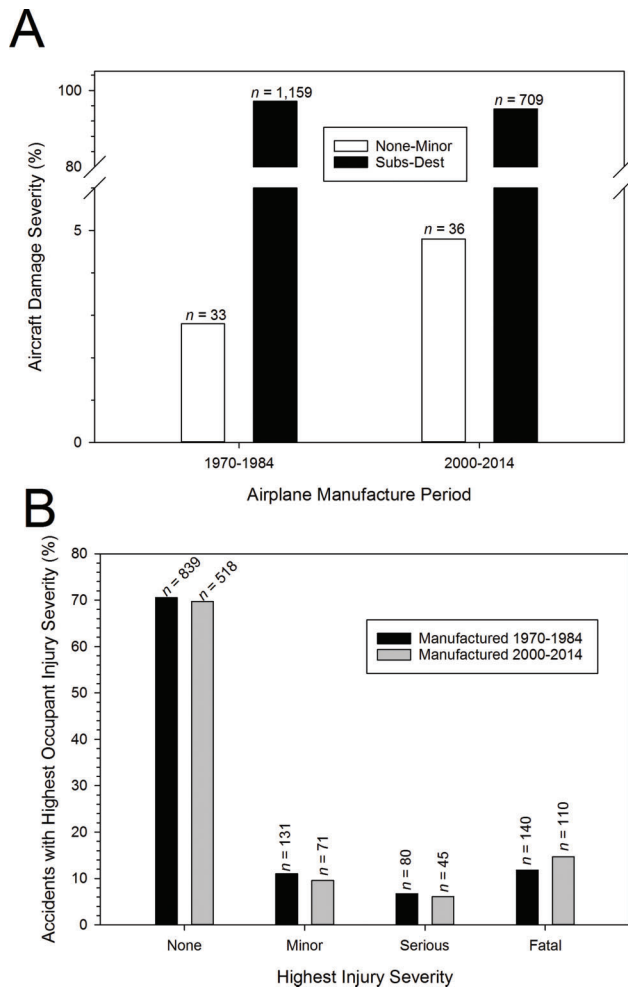 A
Aircraft Damage Severity (%)
100
80
5
0
n = 1,159
n = 709
None-Minor
Subs-Dest
n = 36
n = 33
1970-1984
2000-2014
Airplane Manufacture Period
B
Accidents with Highest Occupant Injury Severity (%)
80
70
60
50
40
30
20
10
0
n = 839
n = 518
Manufactured 1970-1984
Manufactured 2000-2014
n = 131
n = 71
n = 80
n = 45
n = 140
n = 110
None
Minor
Serious
Fatal
Highest Injury Severity